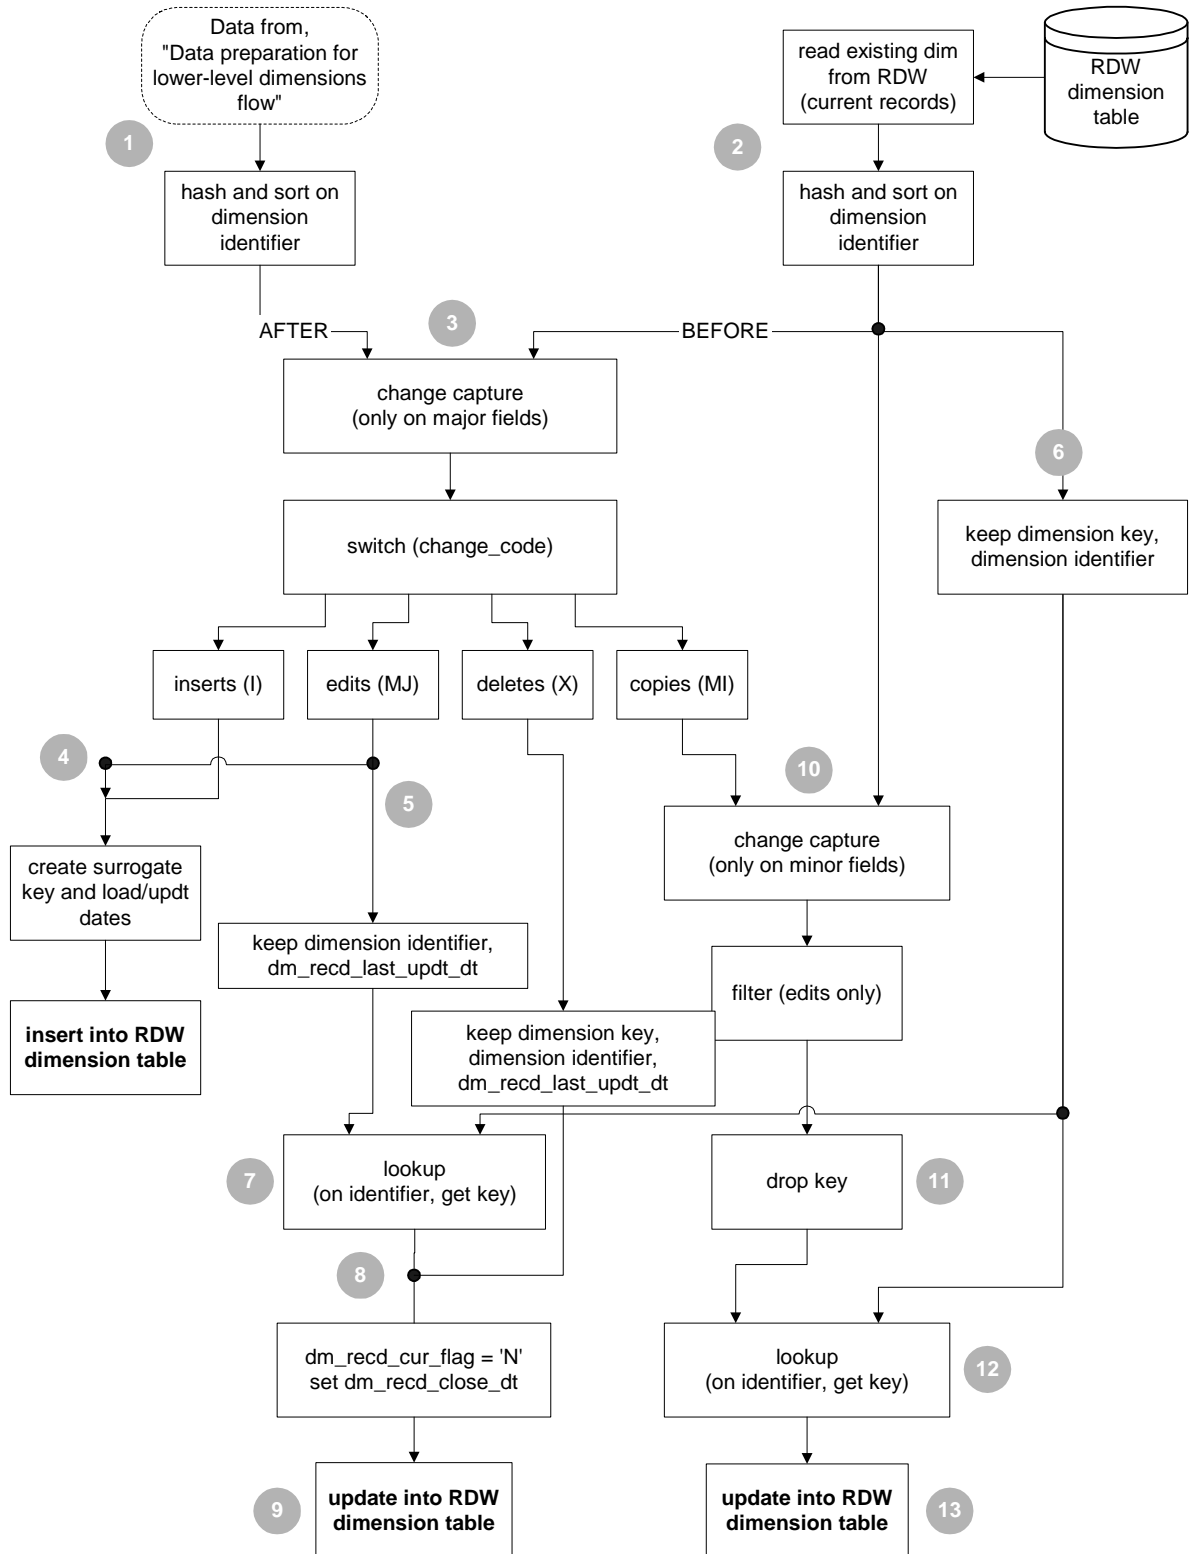 Data from,
"Data preparation for
lower-level dimensions
flow"
read existing dim
from RDW
(current records)
RDW
dimension
table
1
2
hash and sort on
dimension
identifier
hash and sort on
dimension
identifier
3
AFTER
BEFORE
change capture
(only on major fields)
6
switch (change_code)
keep dimension key,
dimension identifier
inserts (I)
edits (MJ)
deletes (X)
copies (MI)
4
10
5
change capture
(only on minor fields)
create surrogate
key and load/updt
dates
keep dimension identifier,
dm_recd_last_updt_dt
filter (edits only)
insert into RDW
dimension table
keep dimension key,
dimension identifier,
dm_recd_last_updt_dt
7
lookup
(on identifier, get key)
drop key
11
8
dm_recd_cur_flag = 'N'
set dm_recd_close_dt
lookup
(on identifier, get key)
12
9
update into RDW
dimension table
update into RDW
dimension table
13